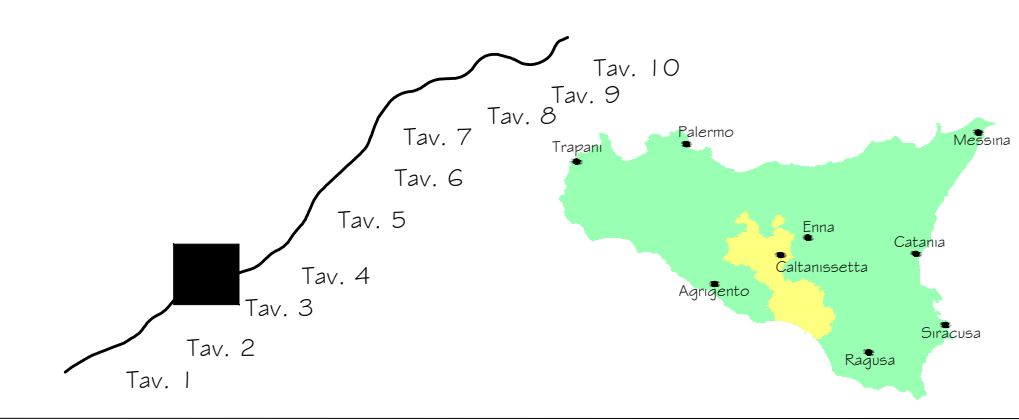 Tav. 10
Tav. 9
Tav. 8
Tav. 7
Tav. 6
Tav. 5
Tav. 4
Tav. 3
Tav. 2
Tav. 1
Palermo
Messina
Trapani
Enna
Catania
Caltanissetta
Agrigento
Siracusa
Ragusa